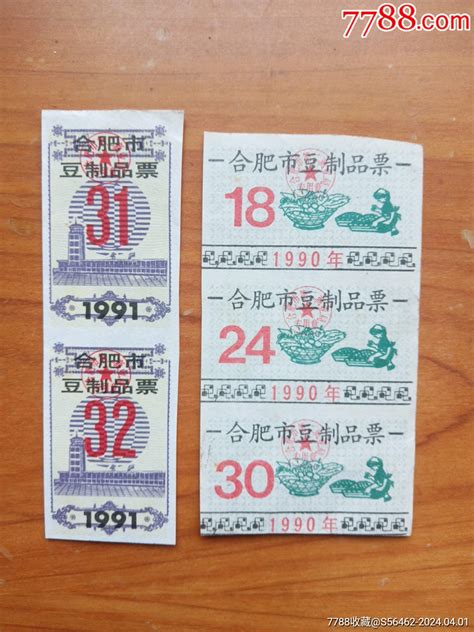 7788.com
合肥市
豆制品票
31
1991
合肥市
豆制品票
32
1991
合肥市豆制品票
18
1990年
合肥市豆制品票
24
1990年
合肥市豆制品票
30
1990年
7788收藏@S56462-2024.04.01